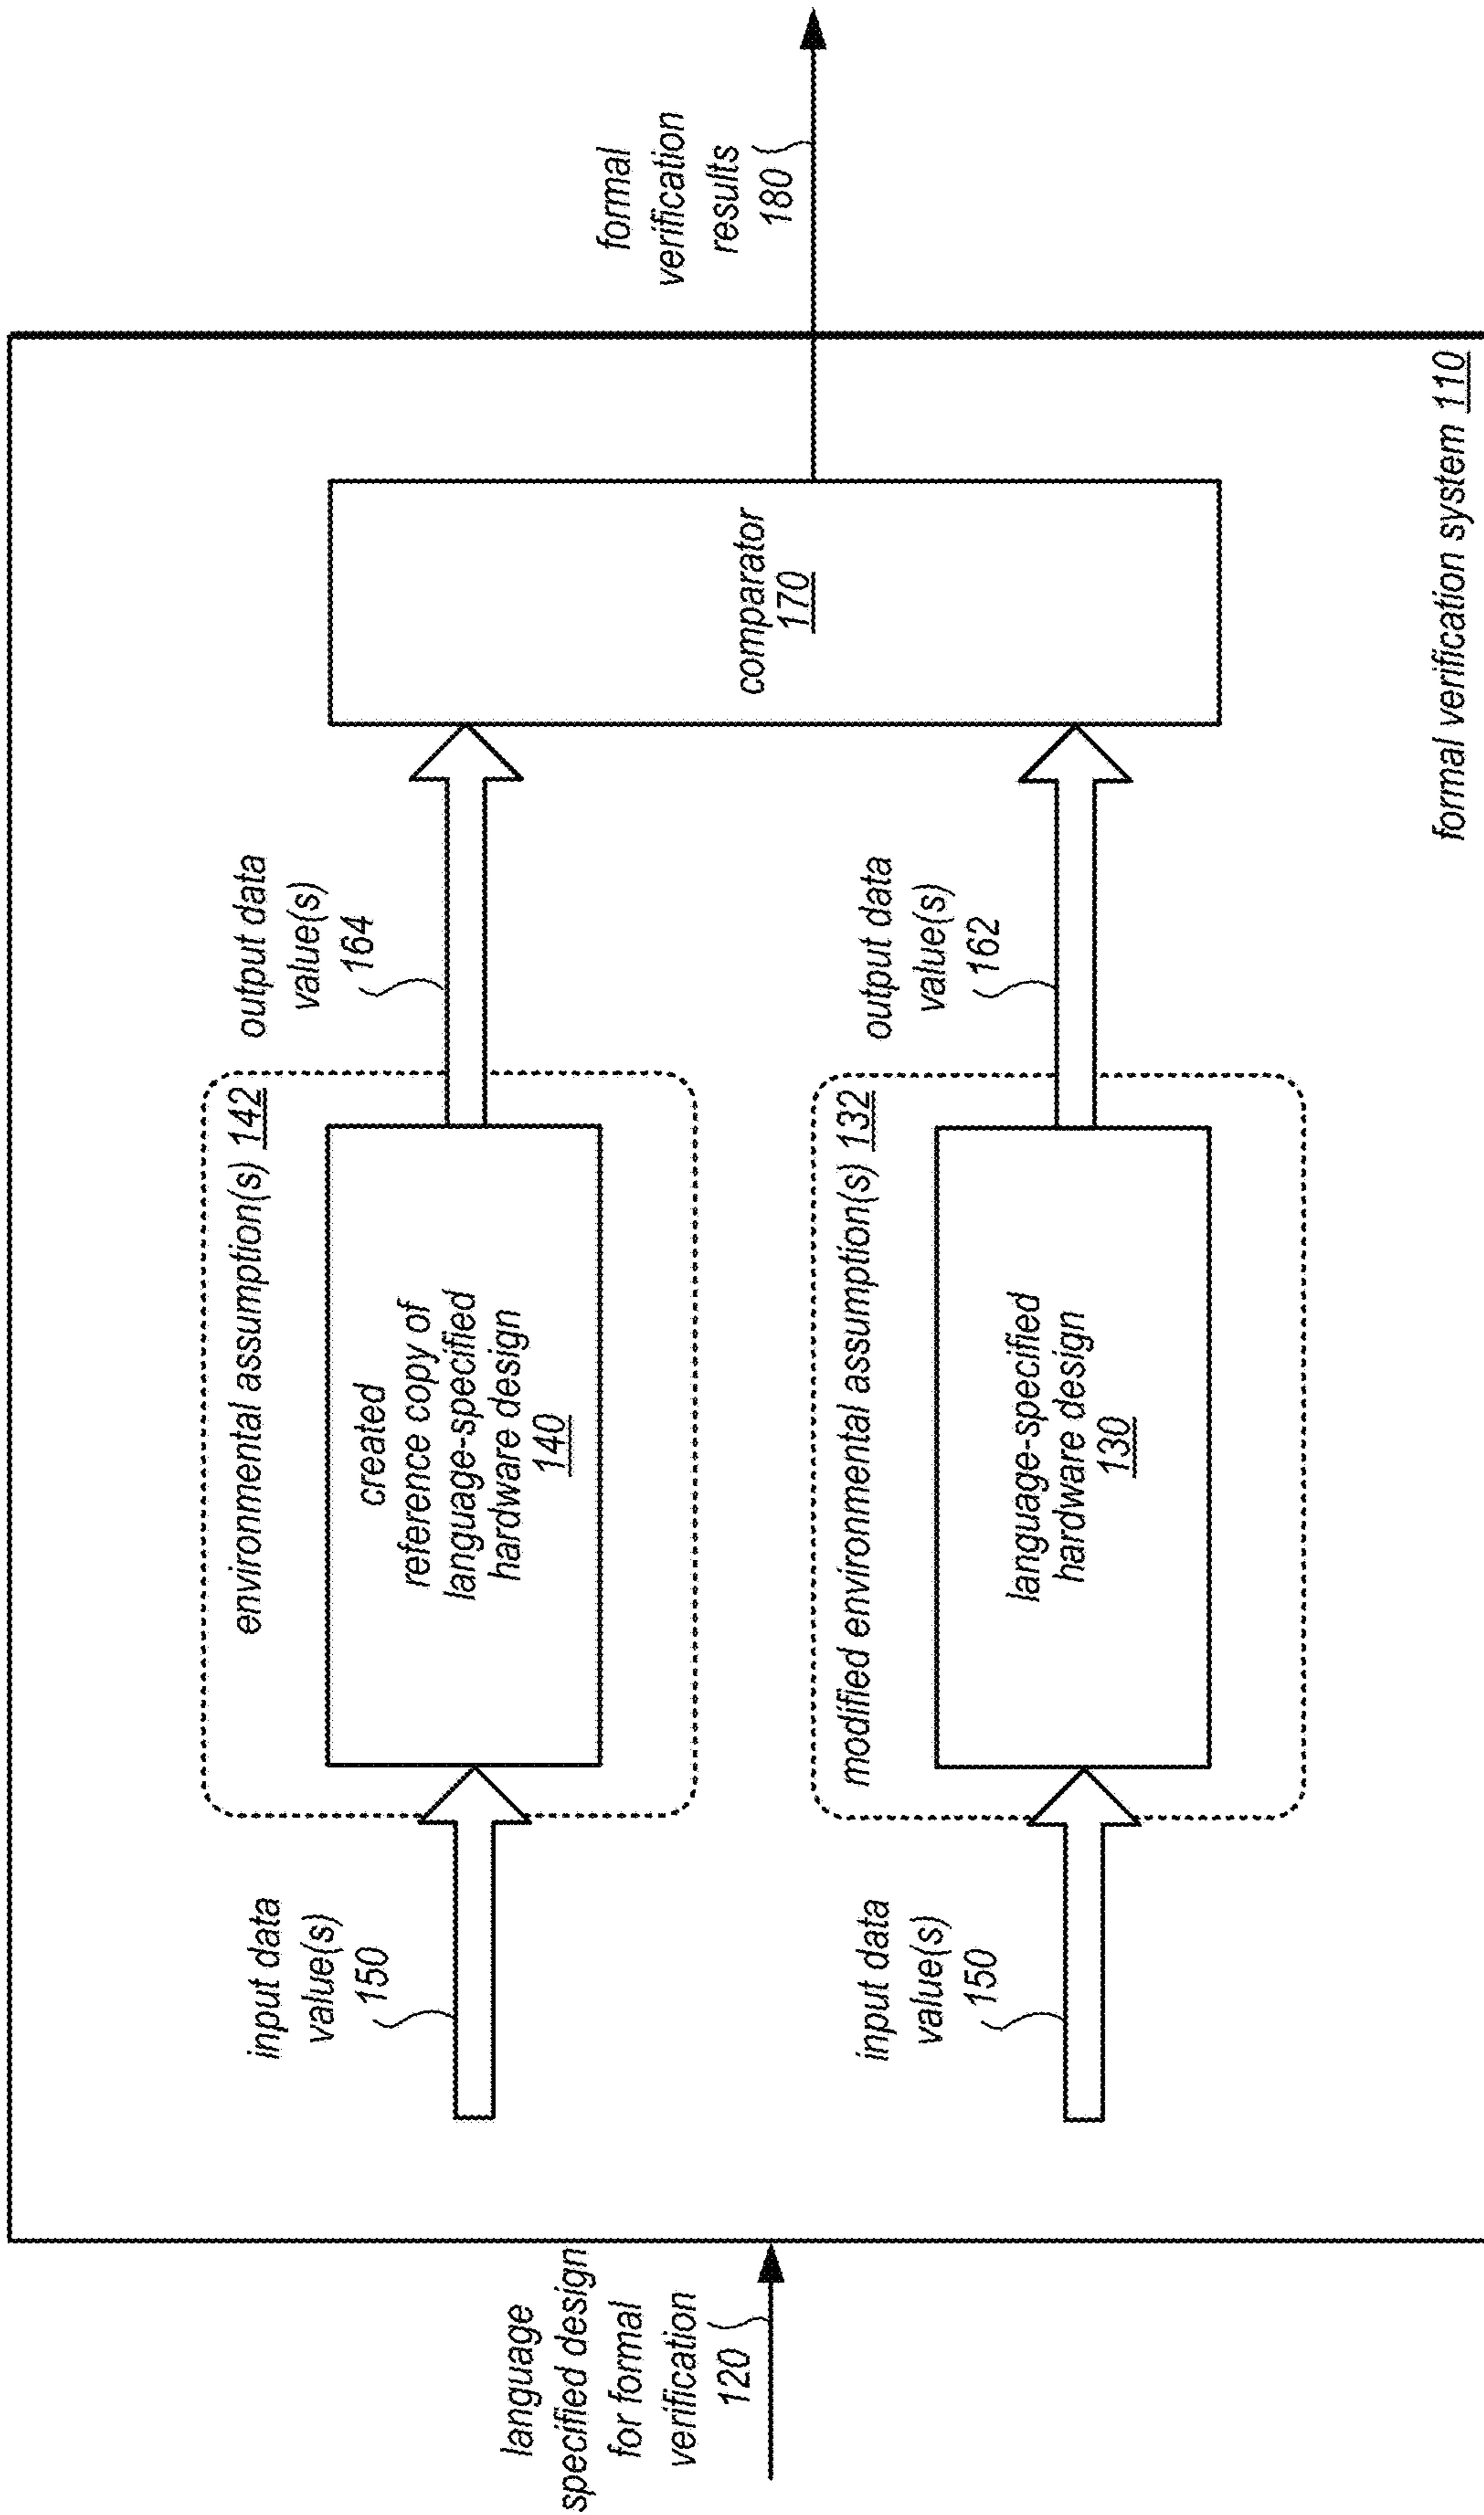 language
specified design
for formal
verification
120
input data
value(s)
150
environmental assumption(s) 142
created
reference copy of
language-specified
hardware design
140
output data
value(s)
164
input data
value(s)
150
modified environmental assumption(s) 132
language-specified
hardware design
130
output data
value(s)
162
comparator
170
formal verification system 110
formal
verification
results
180